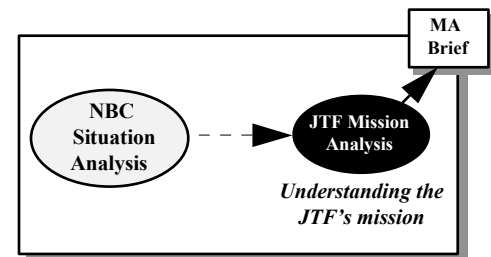 MA
Brief
NBC
Situation
Analysis
JTF Mission
Analysis
Understanding the
JTF's mission